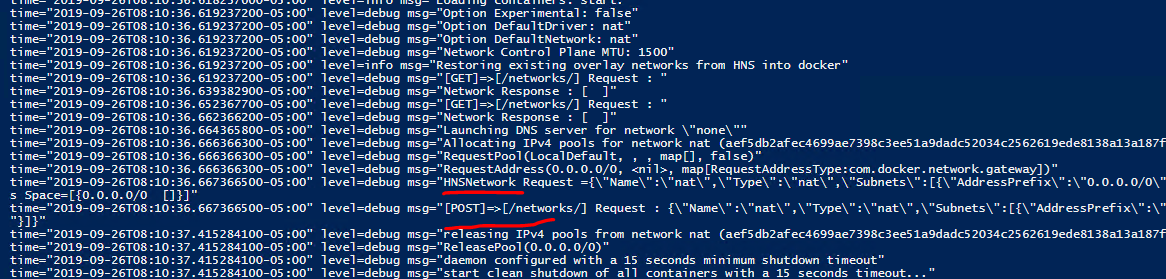 time="2019-09-26T08:10:36.618237000-05:00" level=info msg="Loading containers: start."
time="2019-09-26T08:10:36.619237200-05:00" level=debug msg="Option Experimental: false"
time="2019-09-26T08:10:36.619237200-05:00" level=debug msg="Option DefaultDriver: nat"
time="2019-09-26T08:10:36.619237200-05:00" level=debug msg="Option DefaultNetwork: nat"
time="2019-09-26T08:10:36.619237200-05:00" level=debug msg="Network Control Plane MTU: 1500"
time="2019-09-26T08:10:36.619237200-05:00" level=info msg="Restoring existing overlay networks from HNS into docker"
time="2019-09-26T08:10:36.619237200-05:00" level=debug msg="[GET]=>[/networks/] Request : "
time="2019-09-26T08:10:36.639382900-05:00" level=debug msg="Network Response : [  ]"
time="2019-09-26T08:10:36.652367700-05:00" level=debug msg="[GET]=>[/networks/] Request : "
time="2019-09-26T08:10:36.662366200-05:00" level=debug msg="Network Response : [  ]"
time="2019-09-26T08:10:36.664365800-05:00" level=debug msg="Launching DNS server for network \"none\""
time="2019-09-26T08:10:36.666366300-05:00" level=debug msg="Allocating IPv4 pools for network nat (aef5db2afec4699ae7398c3ee51a9dadc52034c2562619ede8138a13a187f
time="2019-09-26T08:10:36.666366300-05:00" level=debug msg="RequestPool(LocalDefault, , , map[], false)"
time="2019-09-26T08:10:36.666366300-05:00" level=debug msg="RequestAddress(0.0.0.0/0, <nil>, map[RequestAddressType:com.docker.network.gateway])"
time="2019-09-26T08:10:36.667366500-05:00" level=debug msg="HNSNetwork Request ={\"Name\":\"nat\",\"Type\":\"nat\",\"Subnets\":[{\"AddressPrefix\":\"0.0.0.0/0\"
s Space=[{0.0.0.0/0  []}]"
time="2019-09-26T08:10:36.667366500-05:00" level=debug msg="[POST]=>[/networks/] Request : {\"Name\":\"nat\",\"Type\":\"nat\",\"Subnets\":[{\"AddressPrefix\":\"
"}]}"
time="2019-09-26T08:10:37.415284100-05:00" level=debug msg="releasing IPv4 pools from network nat (aef5db2afec4699ae7398c3ee51a9dadc52034c2562619ede8138a13a187f
time="2019-09-26T08:10:37.415284100-05:00" level=debug msg="ReleasePool(0.0.0.0/0)"
time="2019-09-26T08:10:37.415284100-05:00" level=debug msg="daemon configured with a 15 seconds minimum shutdown timeout"
time="2019-09-26T08:10:37.415284100-05:00" level=debug msg="start clean shutdown of all containers with a 15 seconds timeout..."